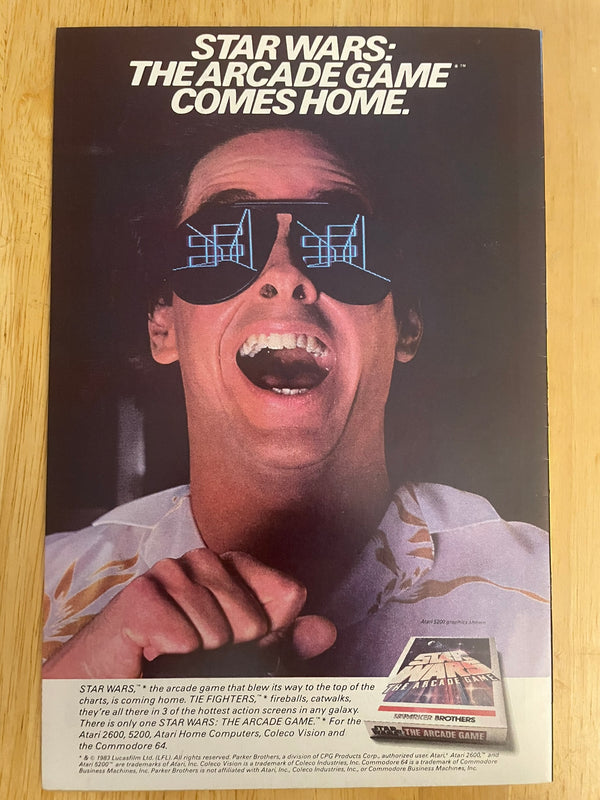 STAR WARS:
THE ARCADE GAME*™
COMES HOME.
Atari 5200 graphics shown
STAR WARS
THE ARCADE GAME
PARKER BROTHERS
THE ARCADE GAME
STAR WARS,™* the arcade game that blew its way to the top of the
charts, is coming home. TIE FIGHTERS,™* fireballs, catwalks,
they're all there in 3 of the hottest action screens in any galaxy.
There is only one STAR WARS: THE ARCADE GAME.™* For the
Atari 2600, 5200, Atari Home Computers, Coleco Vision and
the Commodore 64.
* & © 1983 Lucasfilm Ltd. (LFL). All rights reserved. Parker Brothers, a division of CPG Products Corp., authorized user. Atari,® Atari 2600,™ and
Atari 5200™ are trademarks of Atari, Inc. Coleco Vision is a trademark of Coleco Industries, Inc. Commodore 64 is a trademark of Commodore
Business Machines, Inc. Parker Brothers is not affiliated with Atari, Inc., Coleco Industries, Inc., or Commodore Business Machines, Inc.